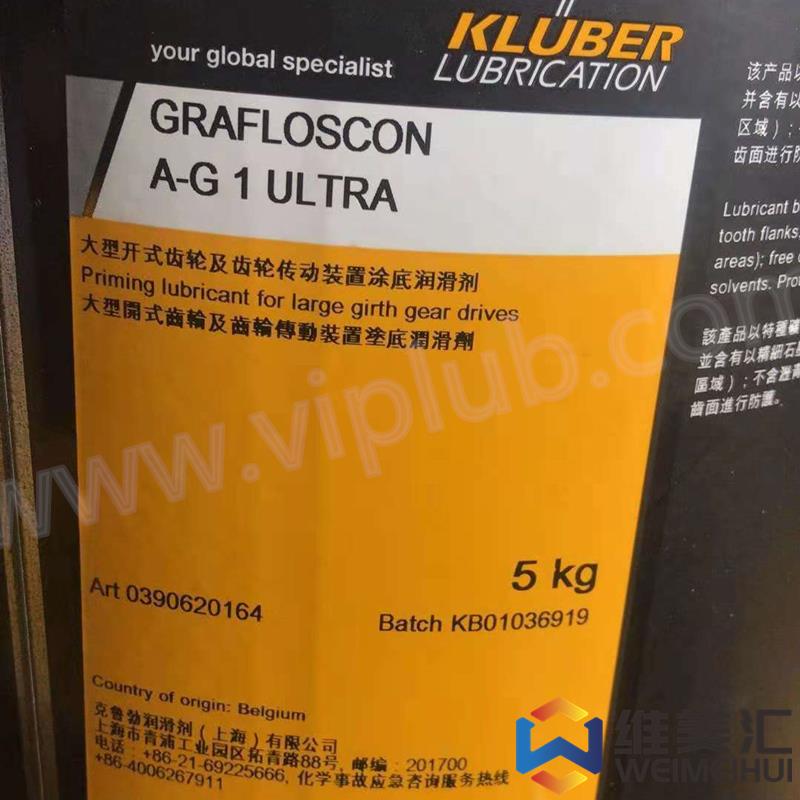 your global specialist
KLÜBER
LUBRICATION
GRAFLOSCON
A-G 1 ULTRA
大型开式齿轮及齿轮传动装置涂底润滑剂
Priming lubricant for large girth gear drives
大型開式齒輪及齒輪傳動裝置塗底潤滑劑
5 kg
Art 0390620164
Batch KB01036919
Country of origin: Belgium
克鲁勃润滑剂（上海）有限公司
上海市青浦工业园区拓青路88号, 邮编：201700
电话：+86-21-69225666, 化学事故应急咨询服务热线
+86-4006267911
该产品以
并含有以
区域）；
齿面进行防
Lubricant b
tooth flanks,
areas); free
solvents. Pro
該產品以特種礦
並含有以精細石墨
區域）；不含瀝青
齒面進行防護。
www.viplub.com
维美汇
WEIMEIHUI